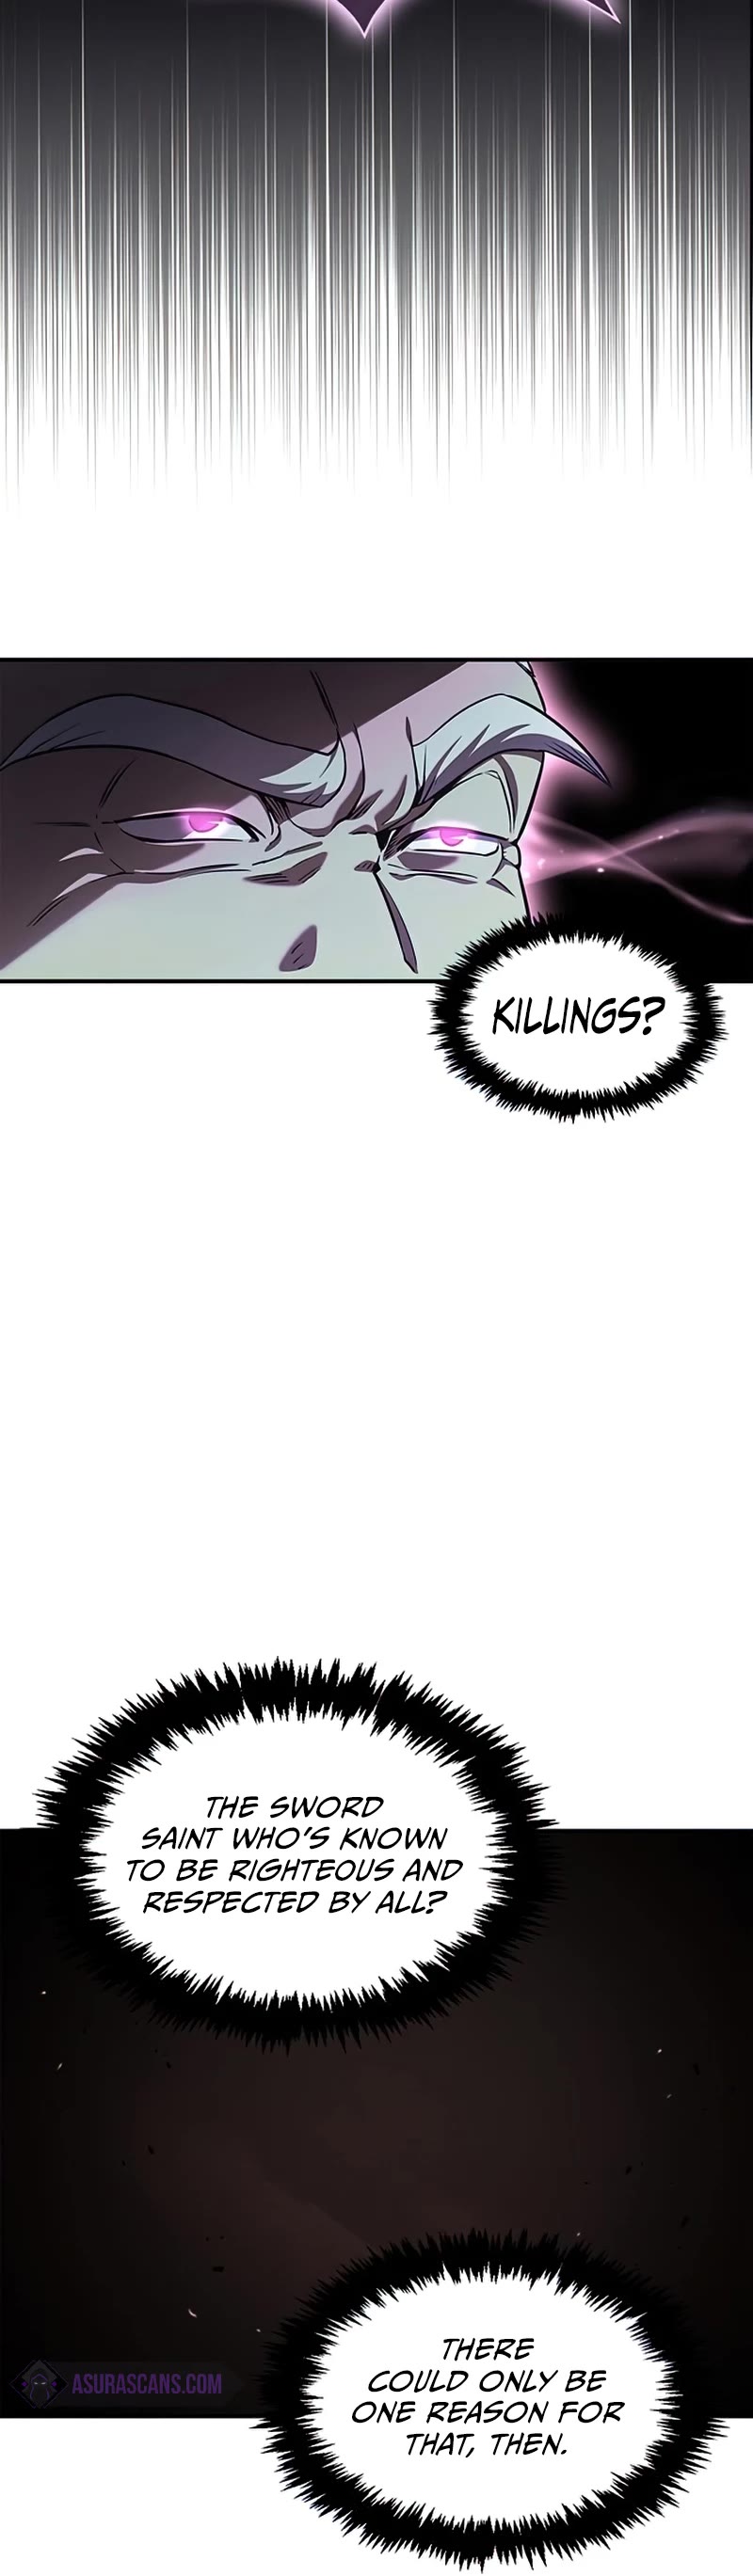 KILLINGS?
THE SWORD
SAINT WHO'S KNOWN
TO BE RIGHTEOUS AND
RESPECTED BY ALL?
THERE
COULD ONLY BE
ONE REASON FOR
THAT, THEN.
ASURASCANS.COM